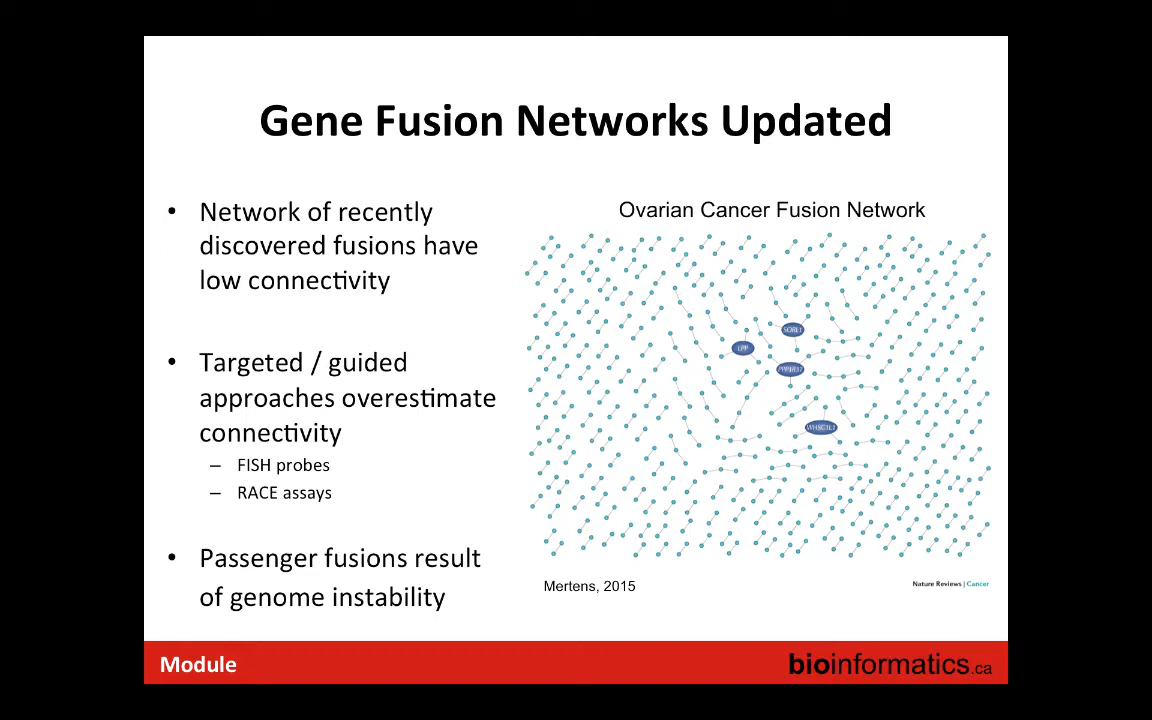 Gene Fusion Networks Updated
• Network of recently
discovered fusions have
low connectivity
• Targeted / guided
approaches overestimate
connectivity
– FISH probes
– RACE assays
• Passenger fusions result
of genome instability
Ovarian Cancer Fusion Network
SORL1
LPP
WHSC1L1
Mertens, 2015
Nature Reviews | Cancer
Module
bioinformatics.ca